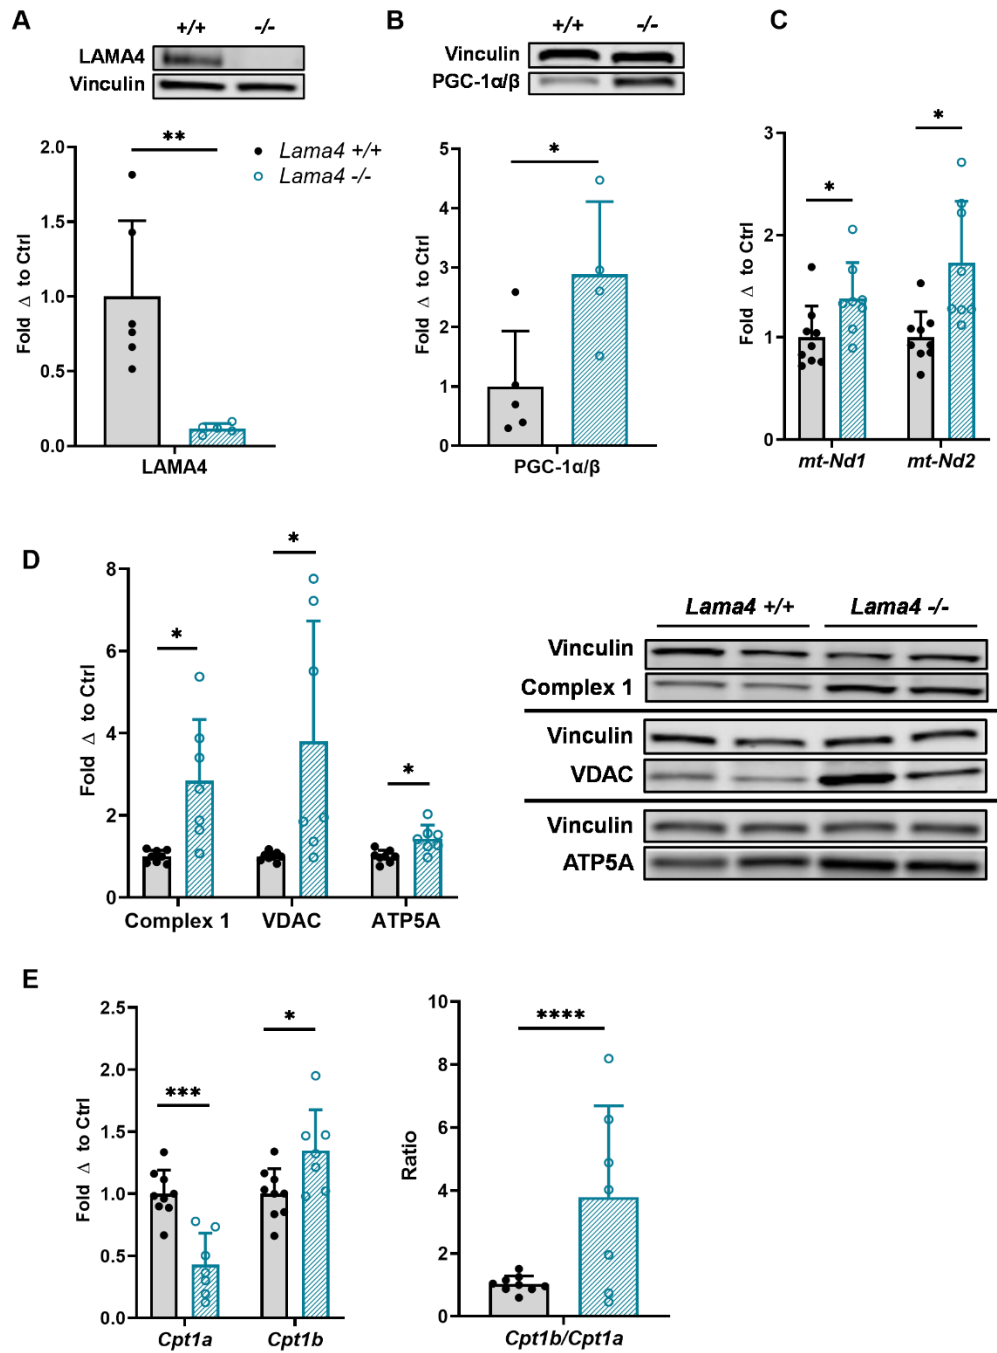 A
+/+ -/-
LAMA4
Vinculin
**
Lama4 +/+
Lama4 -/-
Fold Δ to Ctrl
2.0
1.5
1.0
0.5
0.0
LAMA4
B
+/+ -/-
Vinculin
PGC-1α/β
*
Fold Δ to Ctrl
5
4
3
2
1
0
PGC-1α/β
C
*
*
Fold Δ to Ctrl
3
2
1
0
mt-Nd1 mt-Nd2
D
*
*
*
Fold Δ to Ctrl
8
6
4
2
0
Complex 1 VDAC ATP5A
Lama4 +/+ Lama4 -/-
Vinculin
Complex 1
Vinculin
VDAC
Vinculin
ATP5A
E
***
*
Fold Δ to Ctrl
2.5
2.0
1.5
1.0
0.5
0.0
Cpt1a Cpt1b
****
Ratio
10
8
6
4
2
0
Cpt1b/Cpt1a